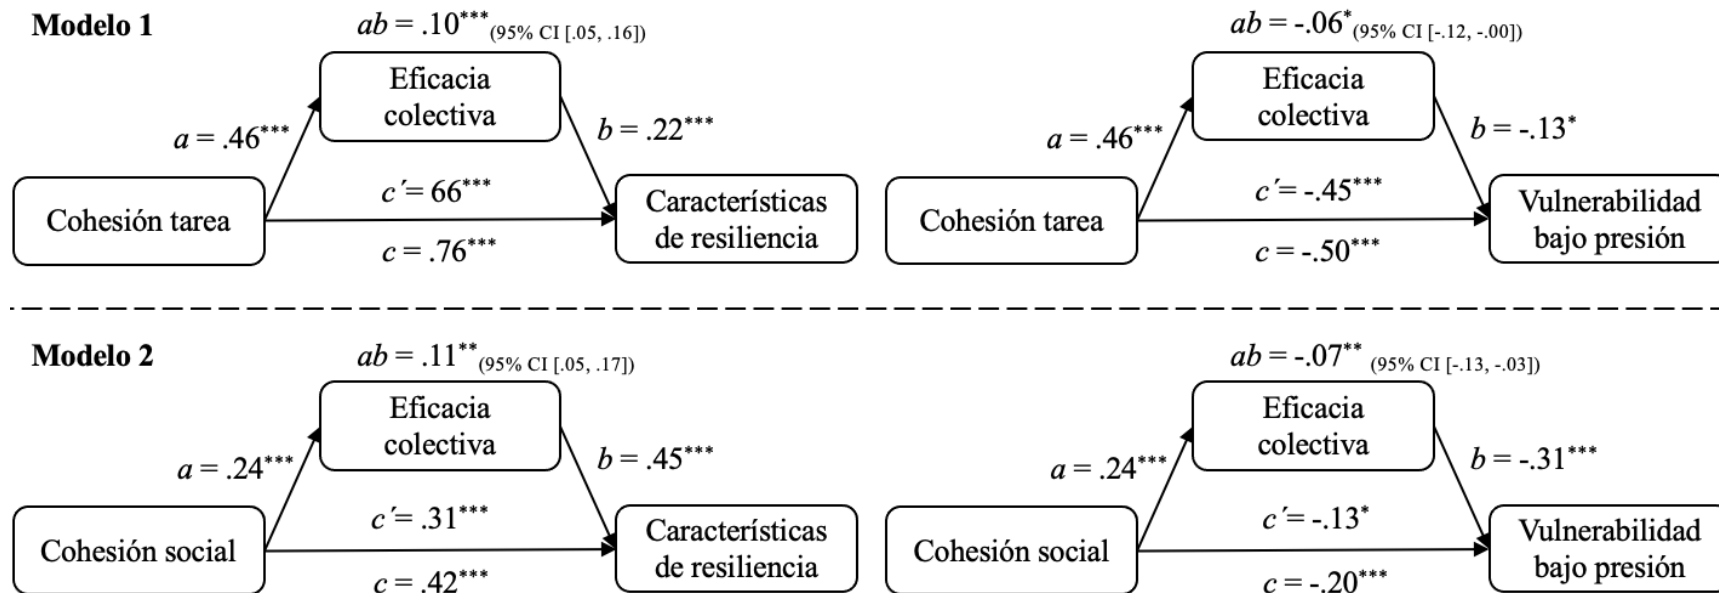 Modelo 1
ab = .10***(95% CI [.05, .16])
Eficacia
colectiva
a = .46***
b = .22***
c´= 66***
Cohesión tarea
Características
de resiliencia
c = .76***
ab = -.06*(95% CI [-.12, -.00])
Eficacia
colectiva
a = .46***
b = -.13*
c´= -.45***
Cohesión tarea
Vulnerabilidad
bajo presión
c = -.50***
Modelo 2
ab = .11**(95% CI [.05, .17])
Eficacia
colectiva
a = .24***
b = .45***
c´= .31***
Cohesión social
Características
de resiliencia
c = .42***
ab = -.07** (95% CI [-.13, -.03])
Eficacia
colectiva
a = .24***
b = -.31***
c´= -.13*
Cohesión social
Vulnerabilidad
bajo presión
c = -.20***